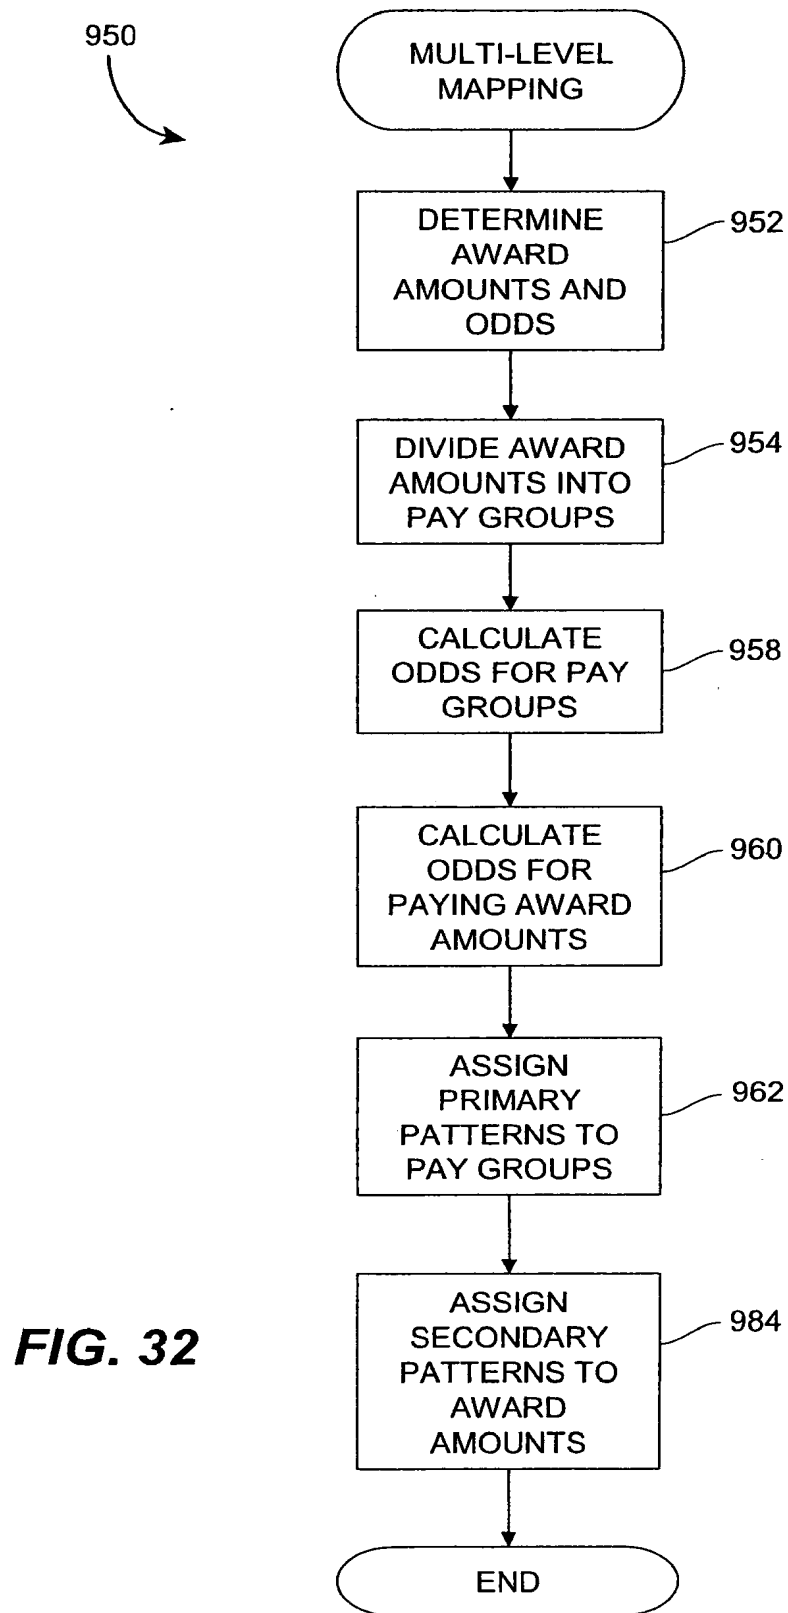 950
MULTI-LEVEL
MAPPING
DETERMINE
AWARD
AMOUNTS AND
ODDS
952
DIVIDE AWARD
AMOUNTS INTO
PAY GROUPS
954
CALCULATE
ODDS FOR PAY
GROUPS
958
CALCULATE
ODDS FOR
PAYING AWARD
AMOUNTS
960
ASSIGN
PRIMARY
PATTERNS TO
PAY GROUPS
962
ASSIGN
SECONDARY
PATTERNS TO
AWARD
AMOUNTS
984
FIG. 32
END